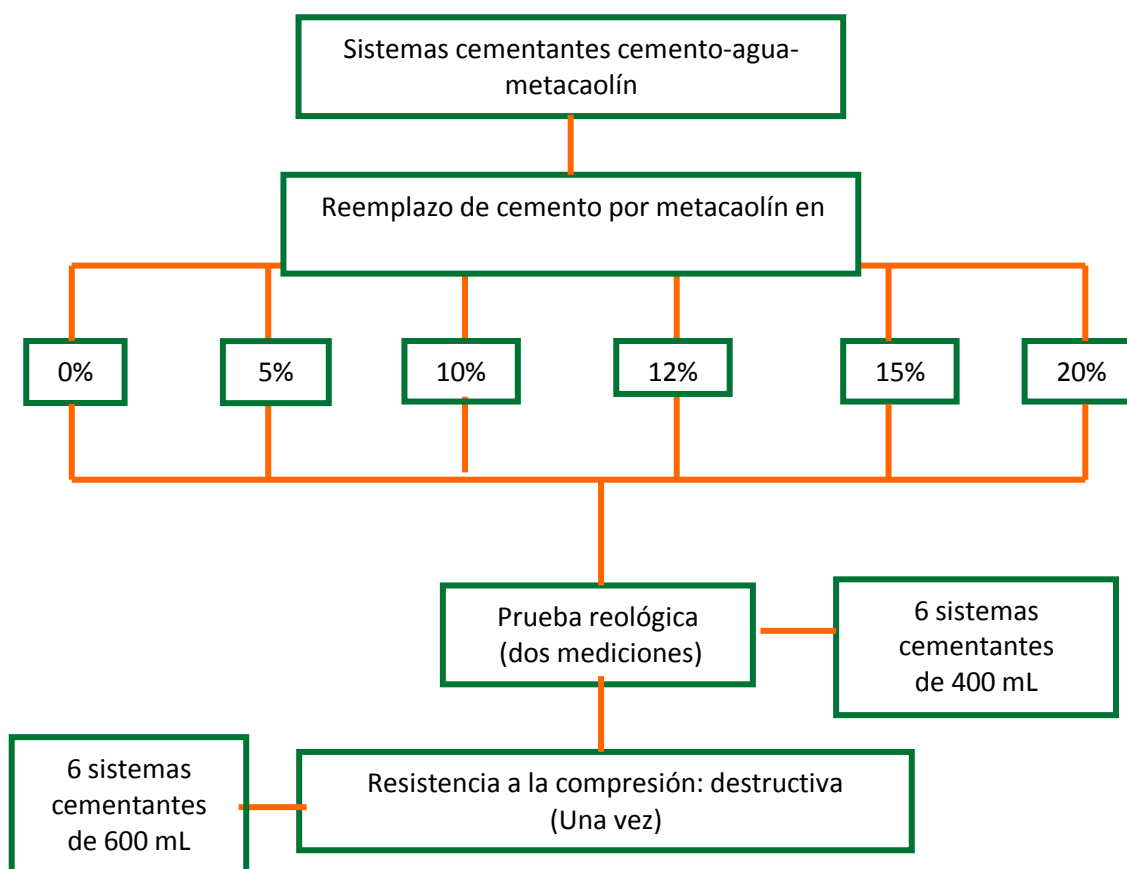 Sistemas cementantes cemento-agua-
metacaolín
Reemplazo de cemento por metacaolín en
0%
5%
10%
12%
15%
20%
Prueba reológica
(dos mediciones)
6 sistemas
cementantes
de 400 mL
6 sistemas
cementantes
de 600 mL
Resistencia a la compresión: destructiva
(Una vez)